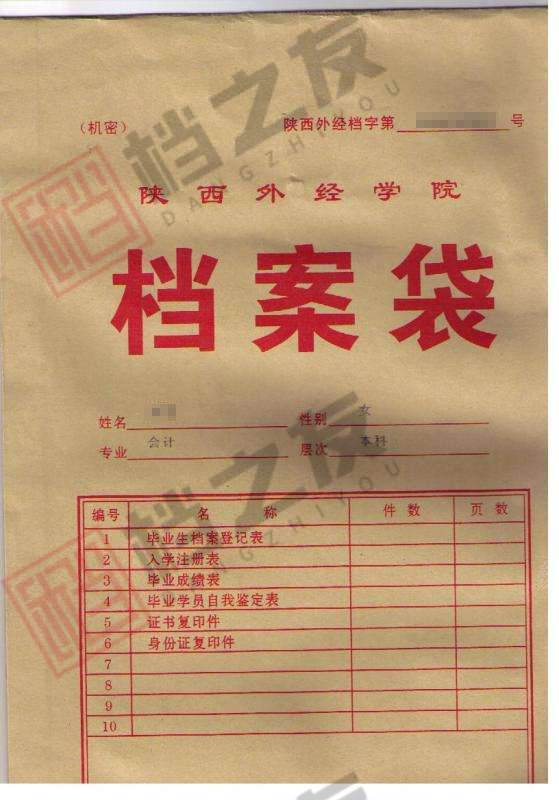 （机密）
陕西外经档字第 号
陕西外经学院
档案袋
姓名 性别 女
专业 会计 层次 本科
编号 名 称 件数 页数
1 毕业生档案登记表
2 入学注册表
3 毕业成绩表
4 毕业学员自我鉴定表
5 证书复印件
6 身份证复印件
7
8
9
10
档之友
DANGZHIYOU
档之友
DANGZHIYOU